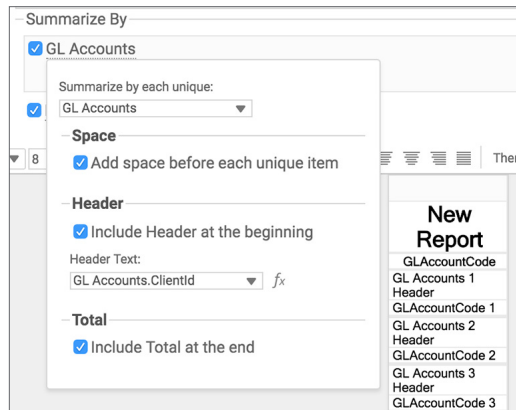 Summarize By
GL Accounts
Summarize by each unique:
GL Accounts
Space
Add space before each unique item
8
Header
Include Header at the beginning
Header Text:
GL Accounts.ClientId
fx
Total
Include Total at the end
New
Report
GLAccountCode
GL Accounts 1
Header
GLAccountCode 1
GL Accounts 2
Header
GLAccountCode 2
GL Accounts 3
Header
GLAccountCode 3